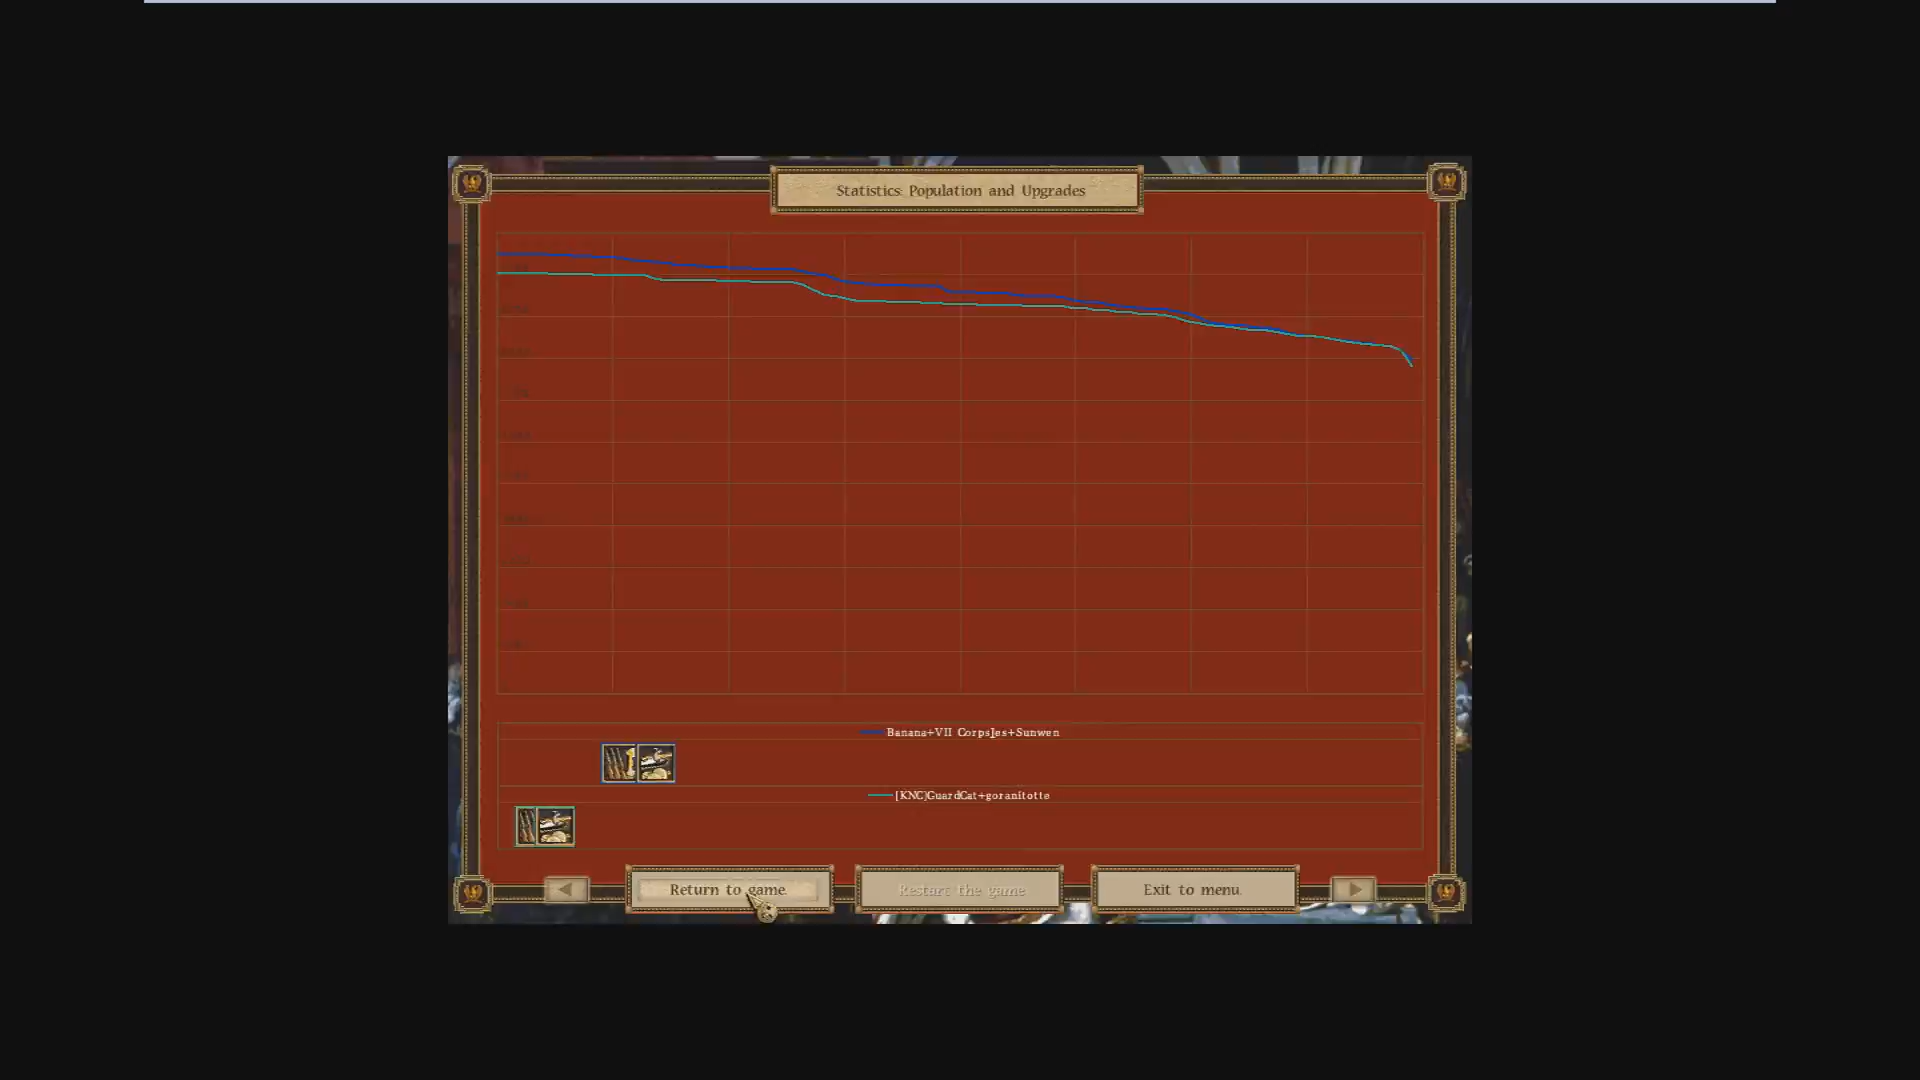 Statistics: Population and Upgrades
Banana+VII Corps]es+Sunwen
[KNC]GuardCat+goranitotte
Return to game.
Restart the game
Exit to menu.